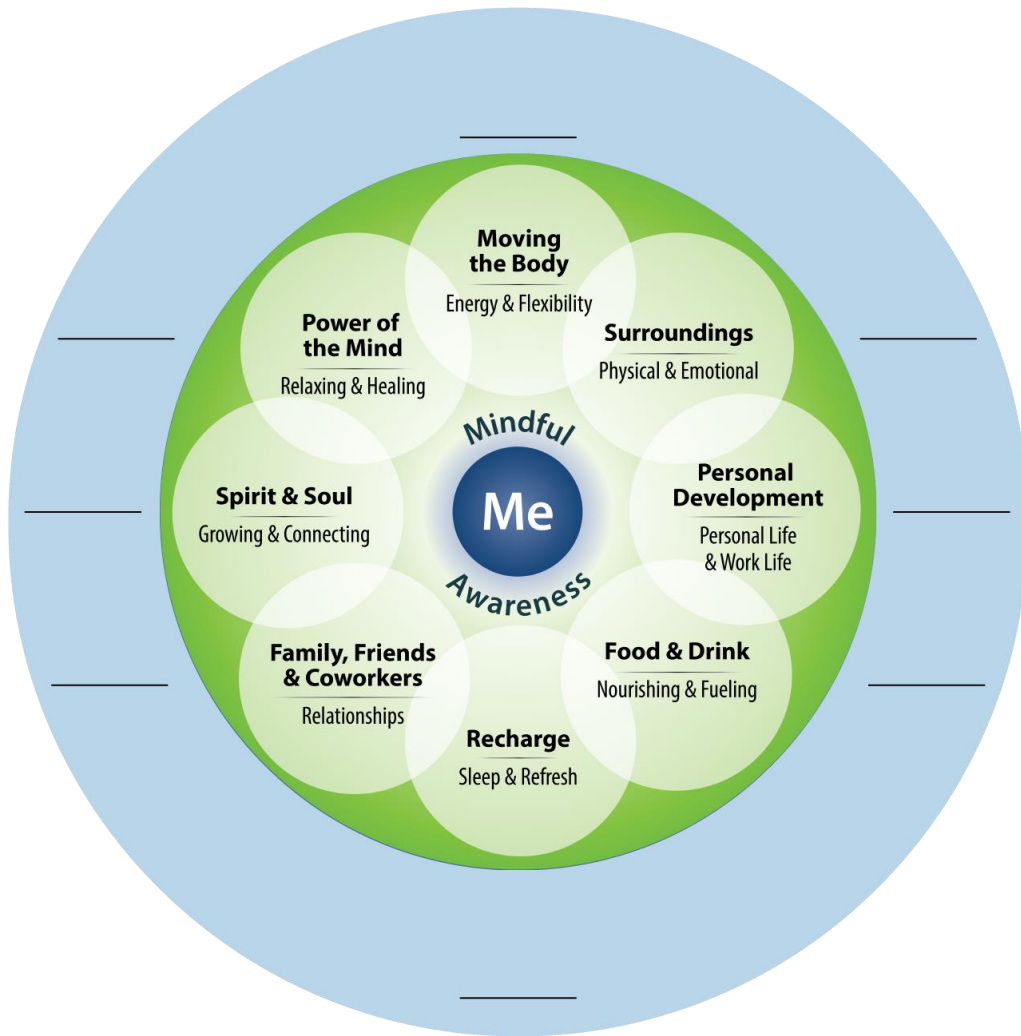 Moving
the Body
Energy & Flexibility
Surroundings
Physical & Emotional
Personal
Development
Personal Life
& Work Life
Food & Drink
Nourishing & Fueling
Recharge
Sleep & Refresh
Family, Friends
& Coworkers
Relationships
Spirit & Soul
Growing & Connecting
Power of
the Mind
Relaxing & Healing
Mindful
Me
Awareness